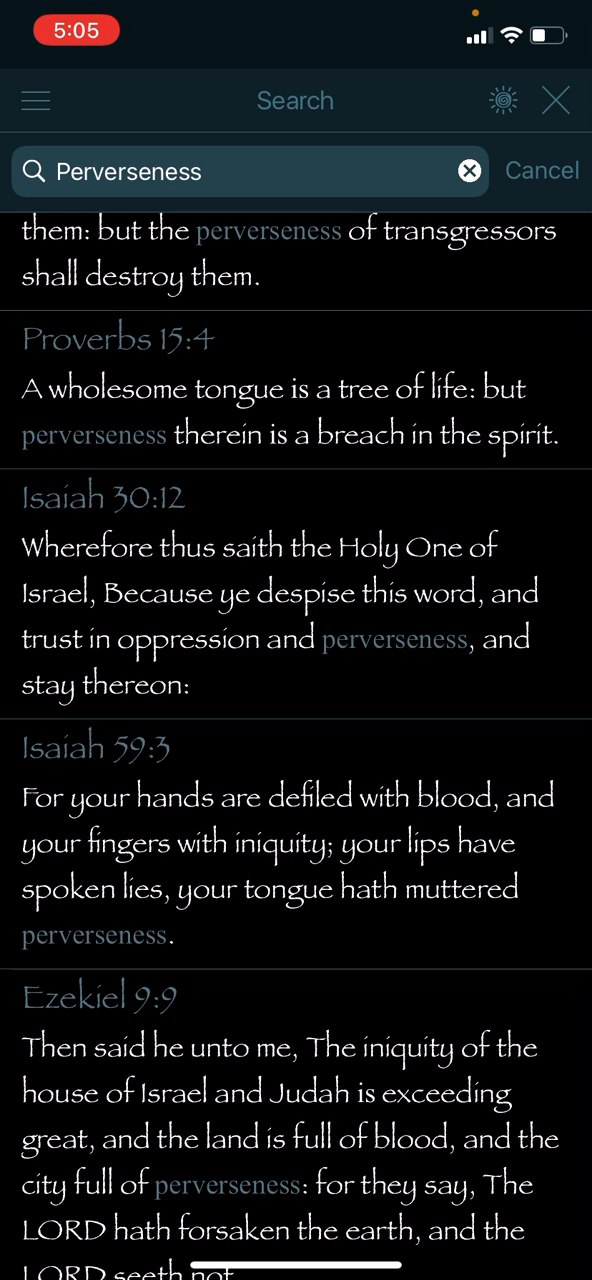 5:05
Search
Perverseness
Cancel
them: but the perverseness of transgressors
shall destroy them.
Proverbs 15:4
A wholesome tongue is a tree of life: but
perverseness therein is a breach in the spirit.
Isaiah 30:12
Wherefore thus saith the Holy One of
Israel, Because ye despise this word, and
trust in oppression and perverseness, and
stay thereon:
Isaiah 59:3
For your hands are defiled with blood, and
your fingers with iniquity; your lips have
spoken lies, your tongue hath muttered
perverseness.
Ezekiel 9:9
Then said he unto me, The iniquity of the
house of Israel and Judah is exceeding
great, and the land is full of blood, and the
city full of perverseness: for they say, The
LORD hath forsaken the earth, and the
LORD seeth not.